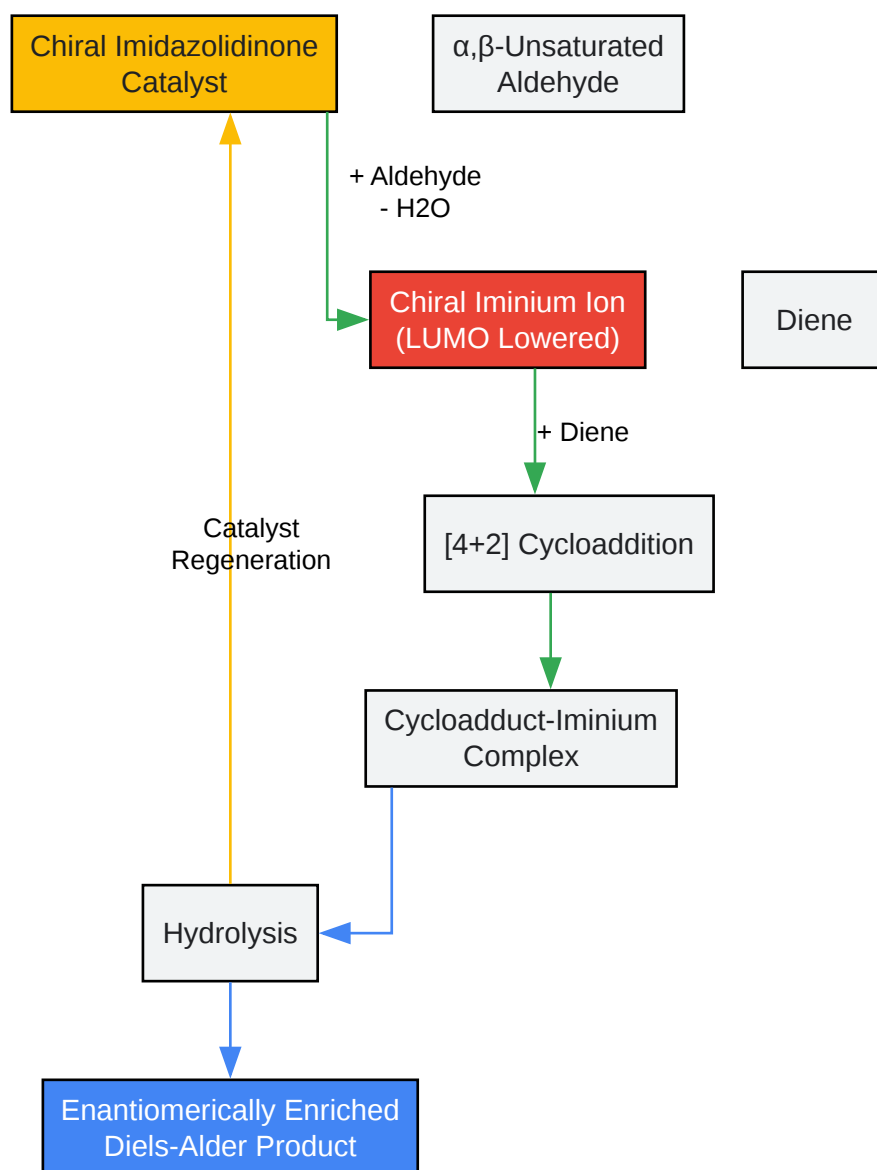 Chiral Imidazolidinone
Catalyst
α,β-Unsaturated
Aldehyde
+ Aldehyde
- H2O
Chiral Iminium Ion
(LUMO Lowered)
Diene
+ Diene
Catalyst
Regeneration
[4+2] Cycloaddition
Cycloadduct-Iminium
Complex
Hydrolysis
Enantiomerically Enriched
Diels-Alder Product